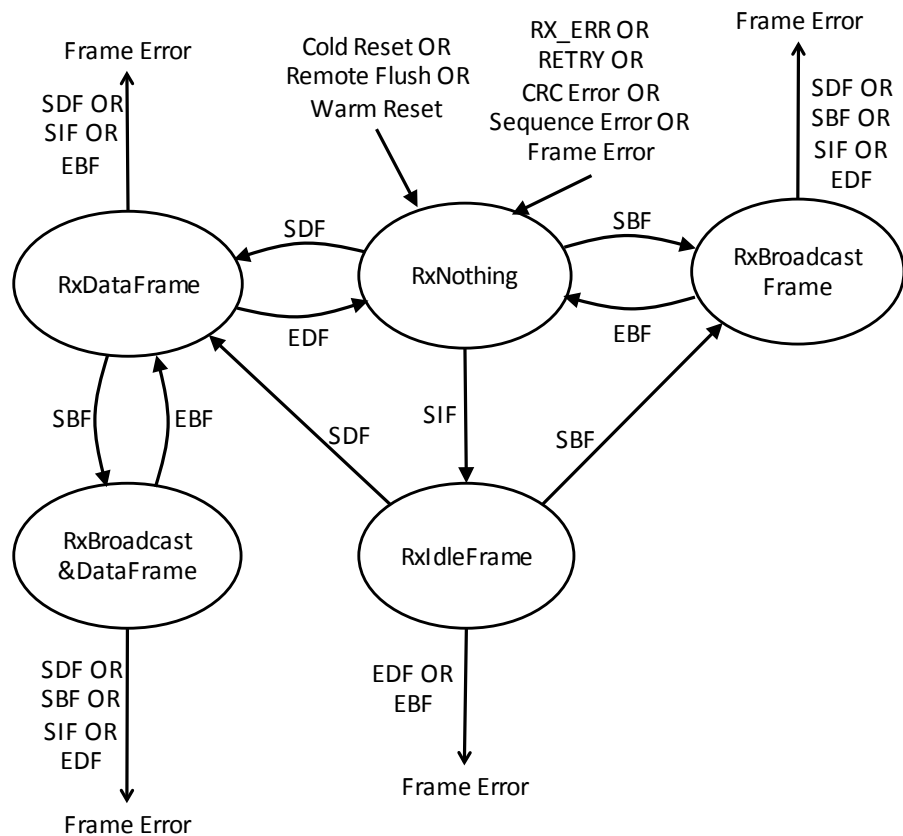 Frame Error
SDF OR
SIF OR
EBF
Cold Reset OR
Remote Flush OR
Warm Reset
RX_ERR OR
RETRY OR
CRC Error OR
Sequence Error OR
Frame Error
Frame Error
SDF OR
SBF OR
SIF OR
EDF
RxDataFrame
SDF
EDF
RxNothing
SBF
EBF
RxBroadcast
Frame
SBF
EBF
SDF
SIF
SBF
RxBroadcast
&DataFrame
RxIdleFrame
SDF OR
SBF OR
SIF OR
EDF
Frame Error
EDF OR
EBF
Frame Error